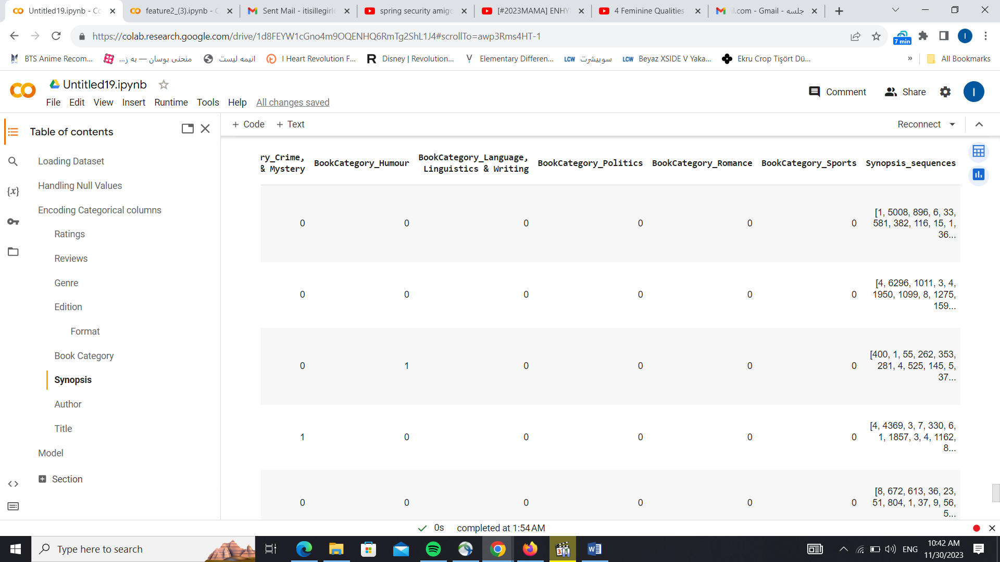 Untitled19.ipynb - Co
feature2_(3).ipynb - C
Sent Mail - itisillegirl
spring security amigo
[#2023MAMA] ENHY
4 Feminine Qualities
جلسه - il.com - Gmail
https://colab.research.google.com/drive/1d8FEYW1cGno4m9OQENHQ6RmTg2ShL1J4#scrollTo=awp3Rms4HT-1
7 min
I
BTS Anime Recom...
منحنی بوسان — به ز...
انیمه لیست
I Heart Revolution F...
Disney | Revolution...
Elementary Differen...
LCW سوییشرت
LCW Beyaz XSIDE V Yaka...
Ekru Crop Tişört Dü...
»
All Bookmarks
Untitled19.ipynb
File Edit View Insert Runtime Tools Help All changes saved
Comment
Share
I
Table of contents
+ Code + Text
Reconnect
Loading Dataset
Handling Null Values
Encoding Categorical columns
Ratings
Reviews
Genre
Edition
Format
Book Category
Synopsis
Author
Title
Model
Section
{x}
ry_Crime,
& Mystery
BookCategory_Humour
BookCategory_Language,
Linguistics & Writing
BookCategory_Politics
BookCategory_Romance
BookCategory_Sports
Synopsis_sequences
0 0 0 0 0 0 [1, 5008, 896, 6, 33,
581, 382, 116, 15, 1,
36...
0 0 0 0 0 0 [4, 6296, 1011, 3, 4,
1950, 1099, 8, 1275,
159...
0 1 0 0 0 0 [400, 1, 55, 262, 353,
281, 4, 525, 145, 5,
37...
1 0 0 0 0 0 [4, 4369, 3, 7, 330, 6,
1, 1857, 3, 4, 1162,
8...
0 0 0 0 0 0 [8, 672, 613, 36, 23,
51, 804, 1, 37, 9, 56,
5...
0s completed at 1:54 AM
Type here to search
ENG
10:42 AM
11/30/2023